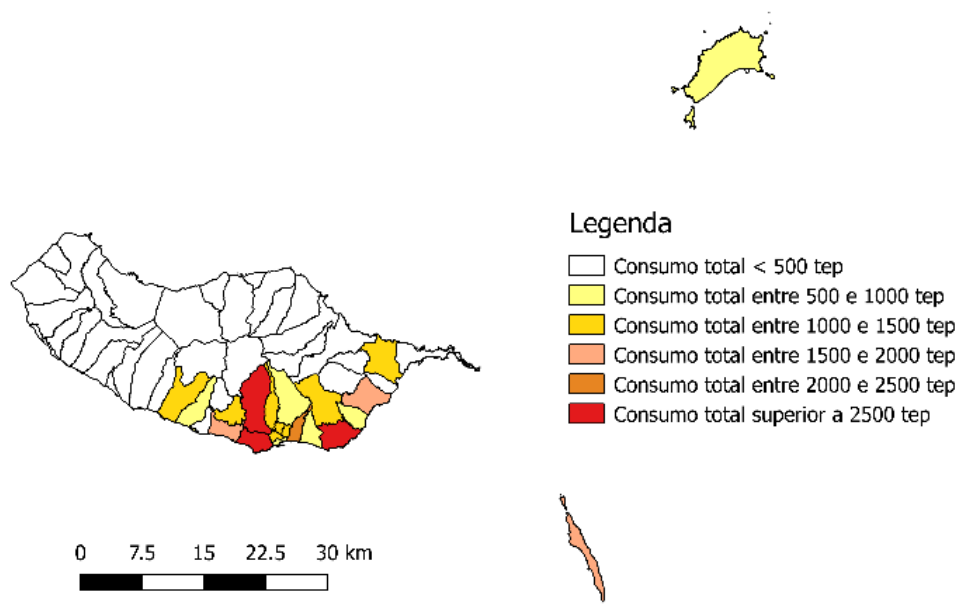 Legenda
Consumo total < 500 tep
Consumo total entre 500 e 1000 tep
Consumo total entre 1000 e 1500 tep
Consumo total entre 1500 e 2000 tep
Consumo total entre 2000 e 2500 tep
Consumo total superior a 2500 tep
0 7.5 15 22.5 30 km